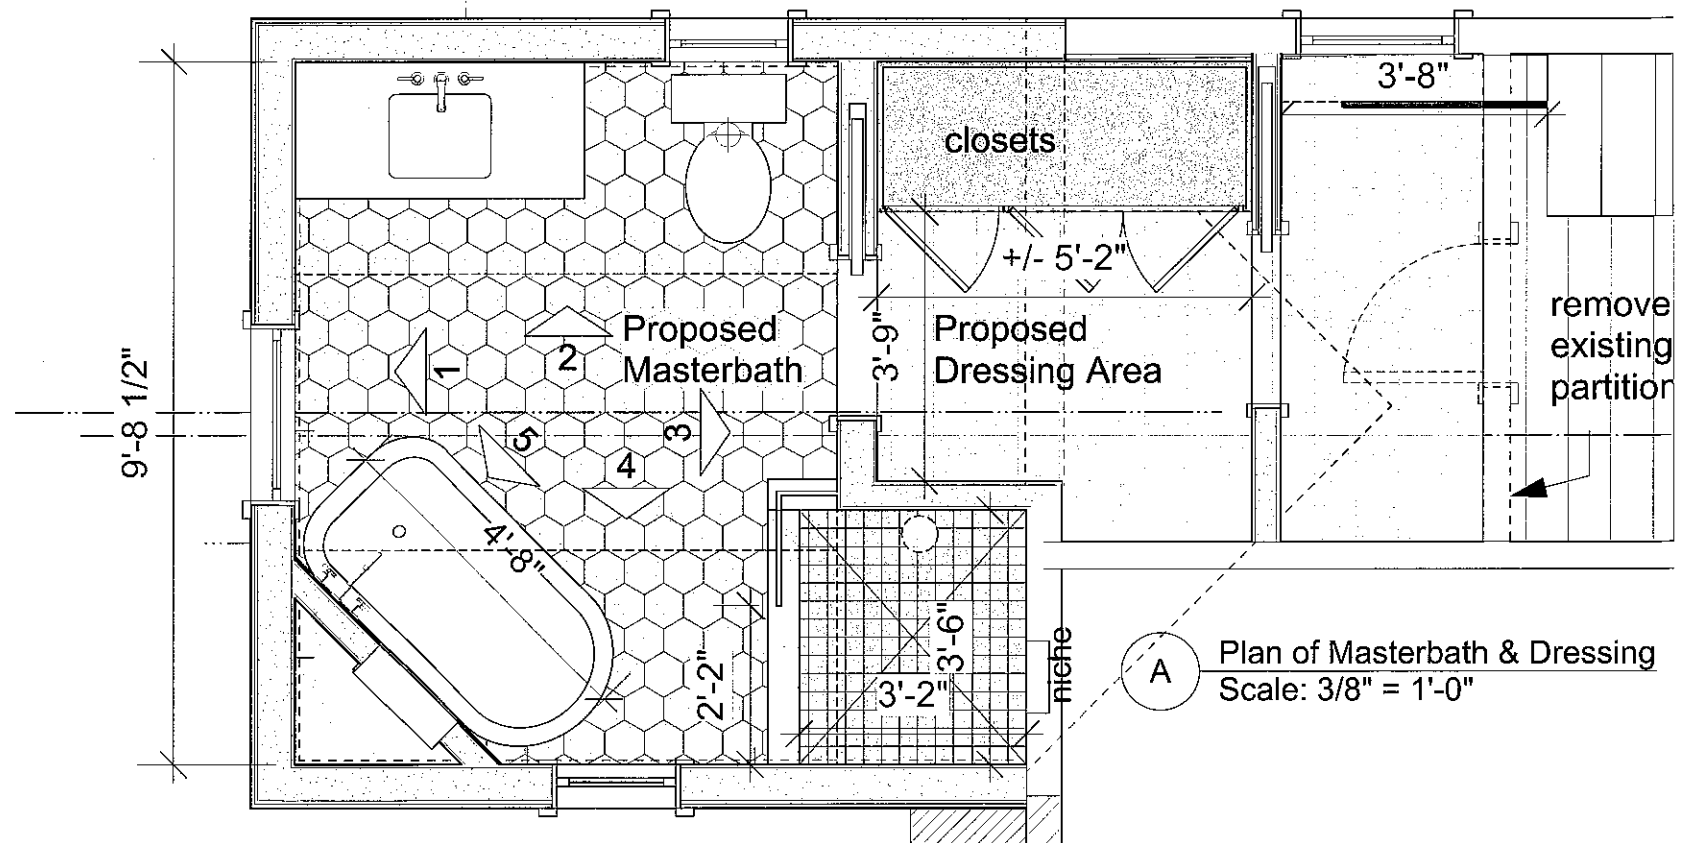 3'-8"
closets
+/- 5'-2"
remove
existing
partition
Proposed
Masterbath
Proposed
Dressing Area
3'-9"
9'-8 1/2"
1
2
3
4
5
4'-8"
2'-2"
3'-6"
3'-2"
niche
A
Plan of Masterbath & Dressing
Scale: 3/8" = 1'-0"